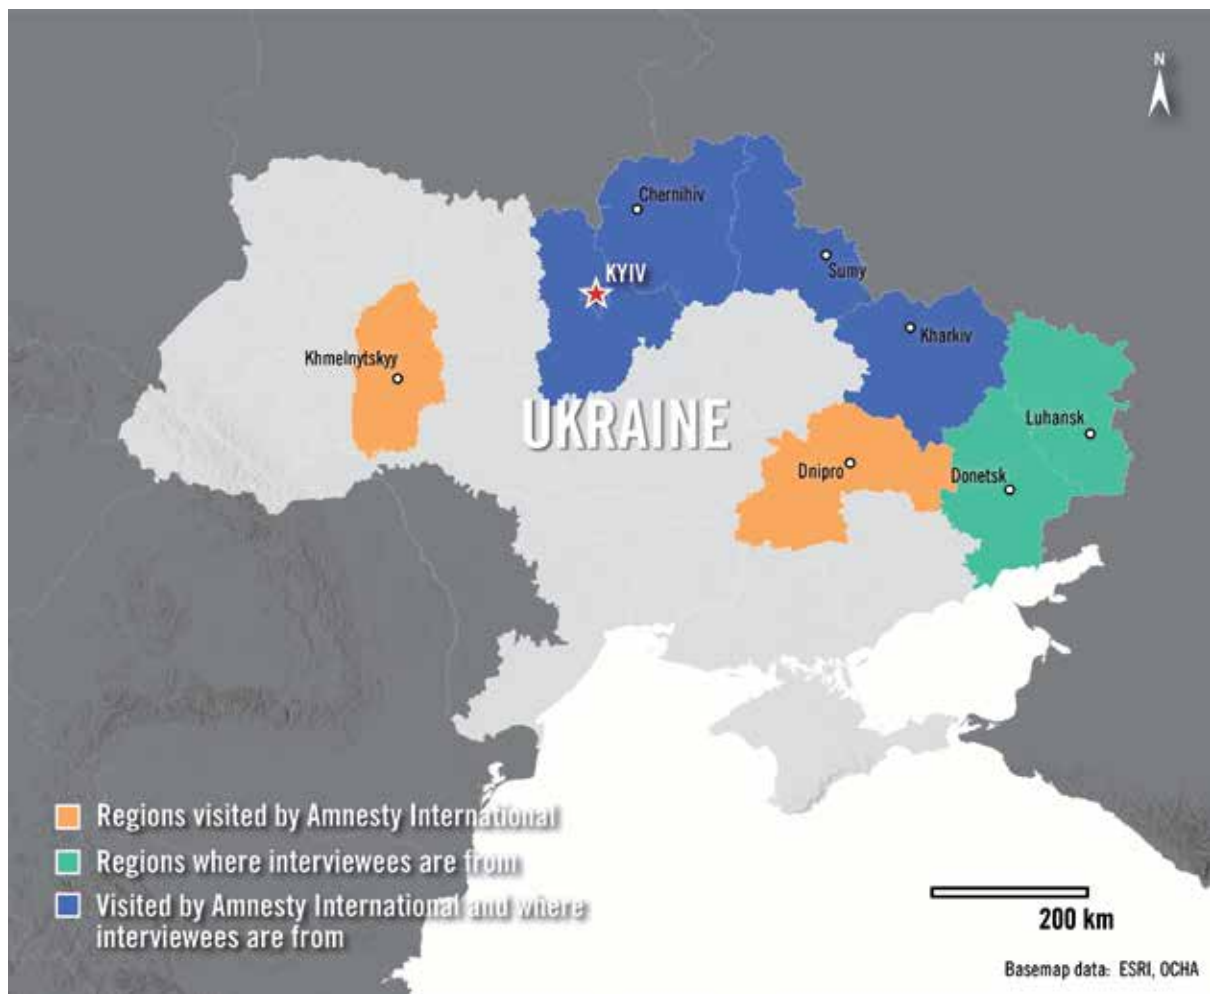 N
Chernihiv
KYIV
Sumy
Kharkiv
Khmelnytskyy
UKRAINE
Luhansk
Dnipro
Donetsk
Regions visited by Amnesty International
Regions where interviewees are from
Visited by Amnesty International and where
interviewees are from
200 km
Basemap data: ESRI, OCHA